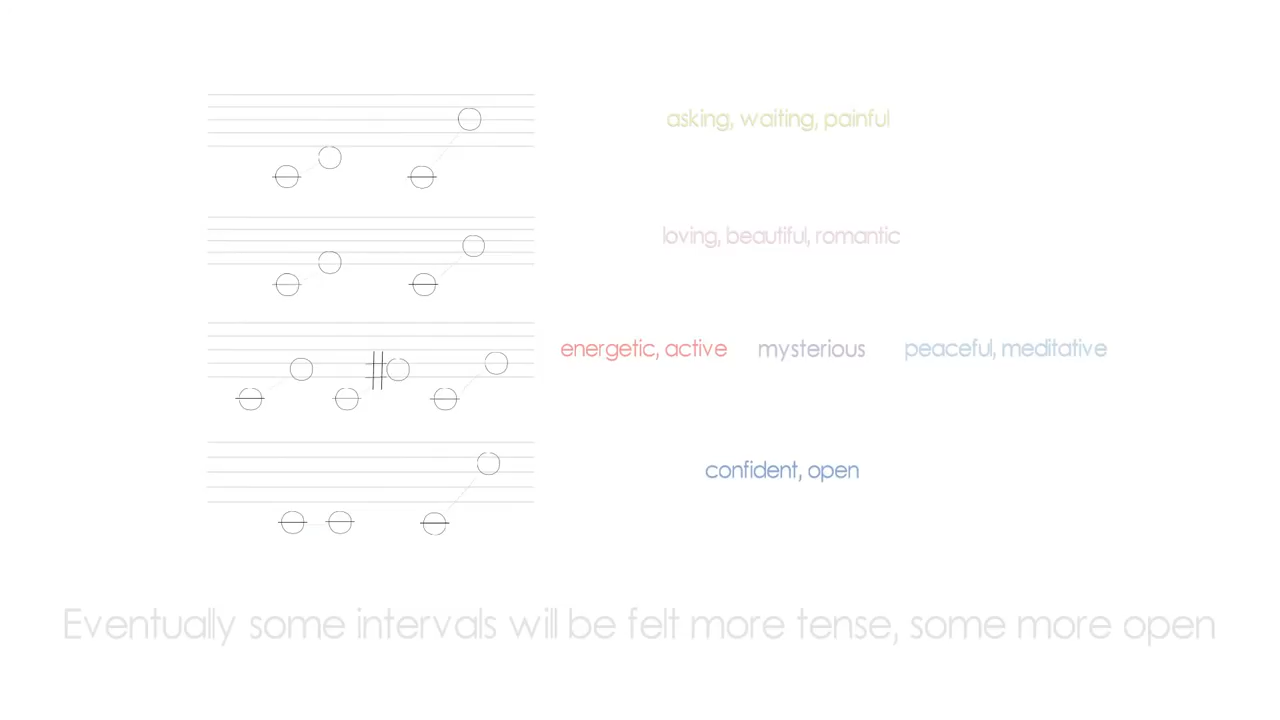 asking, waiting, painful
loving, beautiful, romantic
energetic, active mysterious peaceful, meditative
confident, open
Eventually some intervals will be felt more tense, some more open